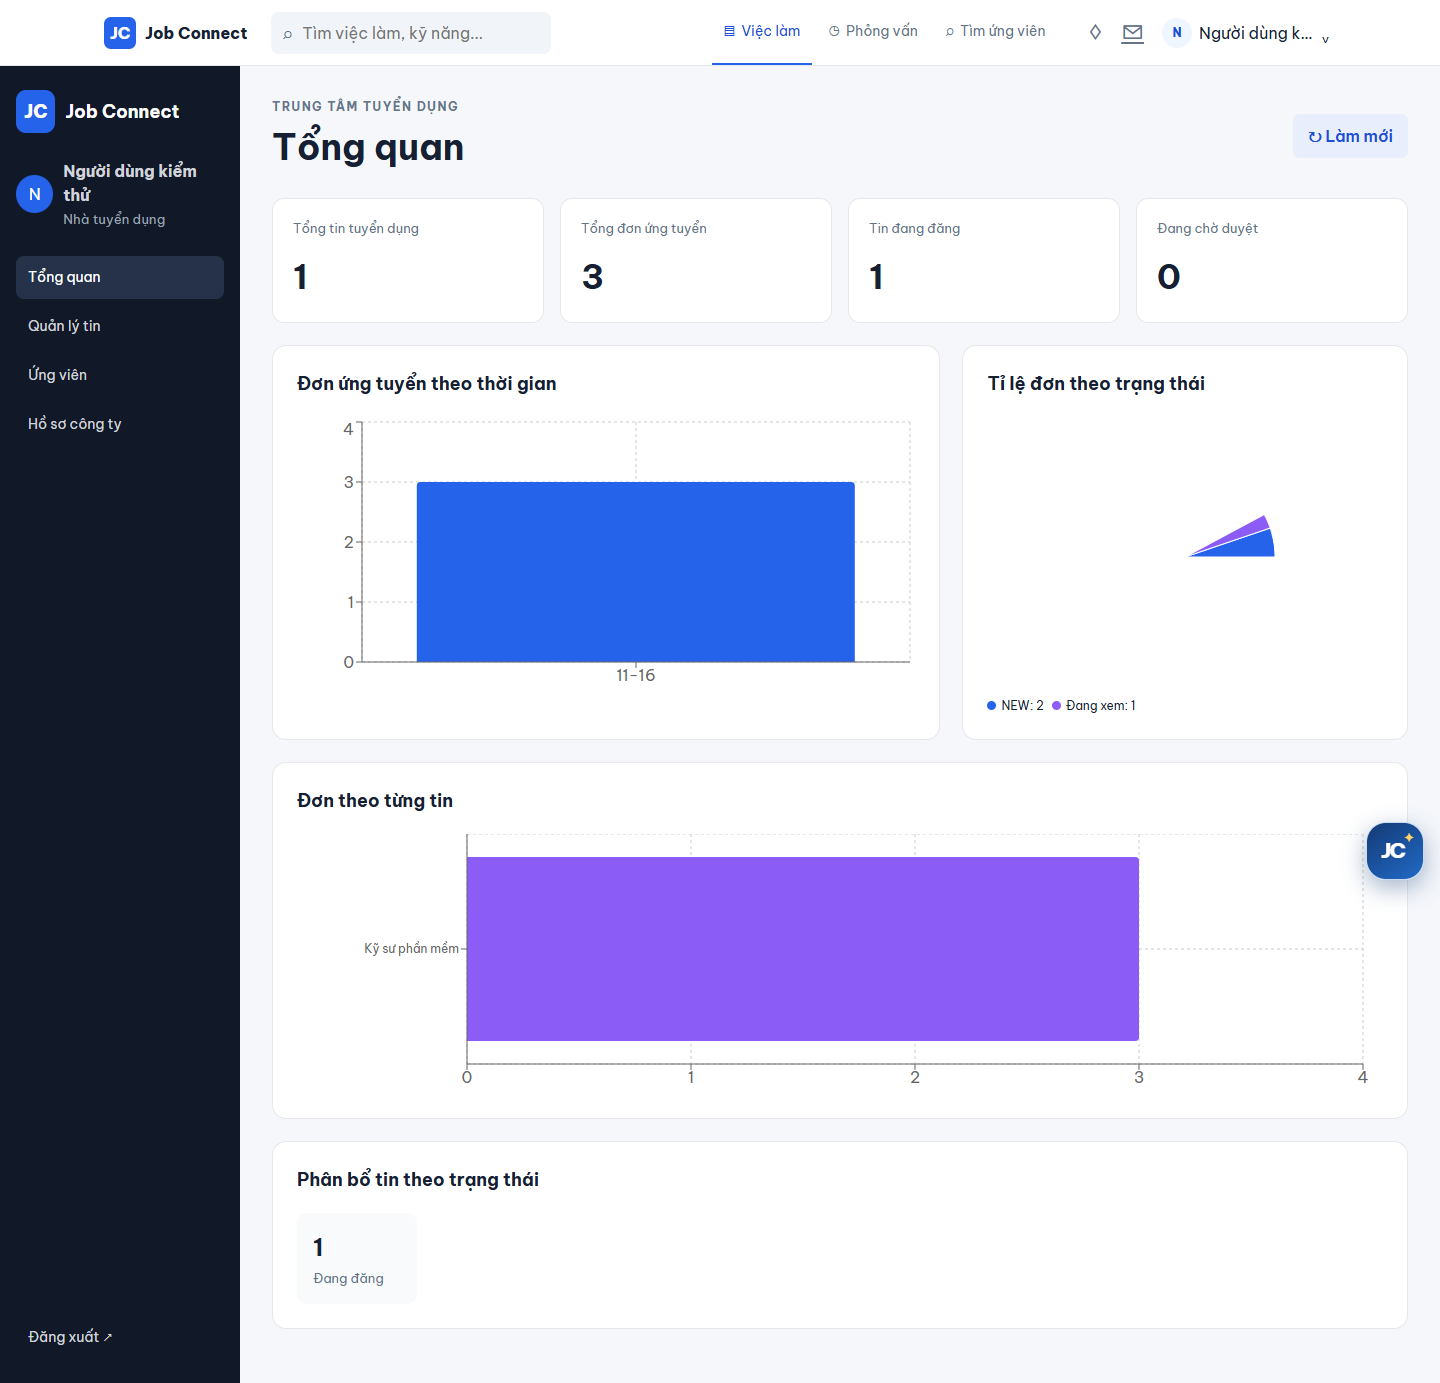 JC Job Connect
Tìm việc làm, kỹ năng...
Việc làm
Phỏng vấn
Tìm ứng viên
N Người dùng k...
JC Job Connect
N
Người dùng kiểm
thử
Nhà tuyển dụng
Tổng quan
Quản lý tin
Ứng viên
Hồ sơ công ty
Đăng xuất ↗
TRUNG TÂM TUYỂN DỤNG
Tổng quan
↻ Làm mới
Tổng tin tuyển dụng
1
Tổng đơn ứng tuyển
3
Tin đang đăng
1
Đang chờ duyệt
0
Đơn ứng tuyển theo thời gian
4
3
2
1
0
11-16
Tỉ lệ đơn theo trạng thái
NEW: 2 Đang xem: 1
Đơn theo từng tin
Kỹ sư phần mềm
0 1 2 3 4
JC
Phân bổ tin theo trạng thái
1
Đang đăng